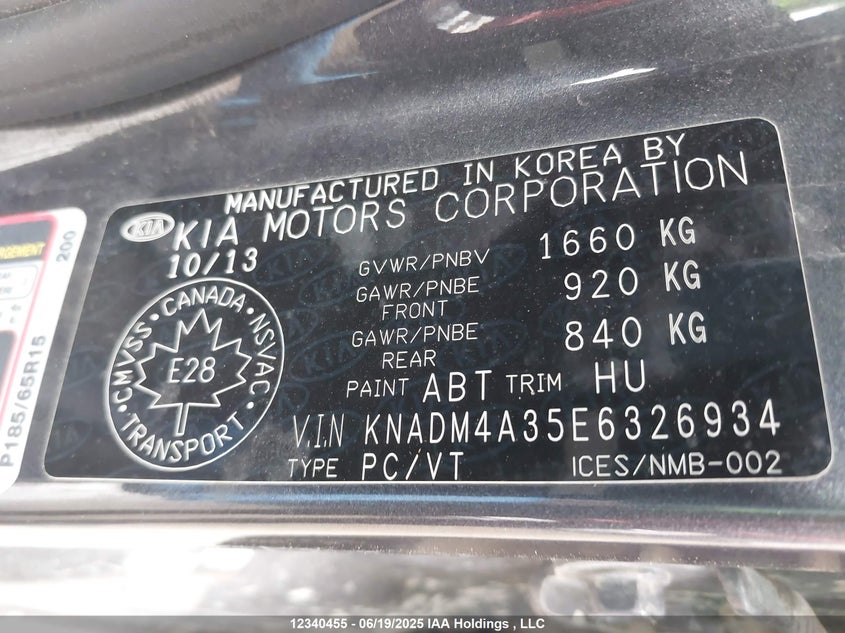 MANUFACTURED IN KOREA BY
KIA KIA MOTORS CORPORATION
10/13
GVWR/PNBV 1660 KG
GAWR/PNBE FRONT 920 KG
GAWR/PNBE REAR 840 KG
PAINT ABT TRIM HU
V.I.N KNADM4A35E6326934
TYPE PC/VT ICES/NMB-002
CANADA
CMVSS NSVAC
E28
TRANSPORT
200
P185/65R15
12340455 - 06/19/2025 IAA Holdings , LLC